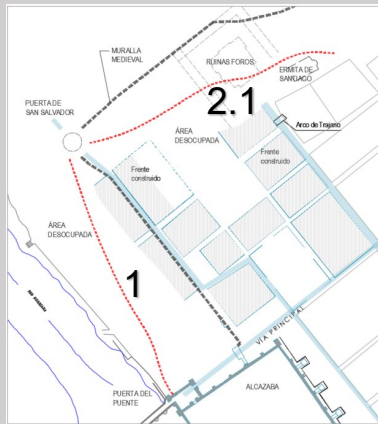 MURALLA
MEDIEVAL
RUINAS FOROS
ERMITA DE
SANTIAGO
PUERTA DE
SAN SALVADOR
2.1
Arco de Trajano
ÁREA
DESOCUPADA
Frente
construido
Frente
construido
ÁREA
DESOCUPADA
1
VÍA PRINCIPAL
PUERTA DEL
PUENTE
ALCAZABA